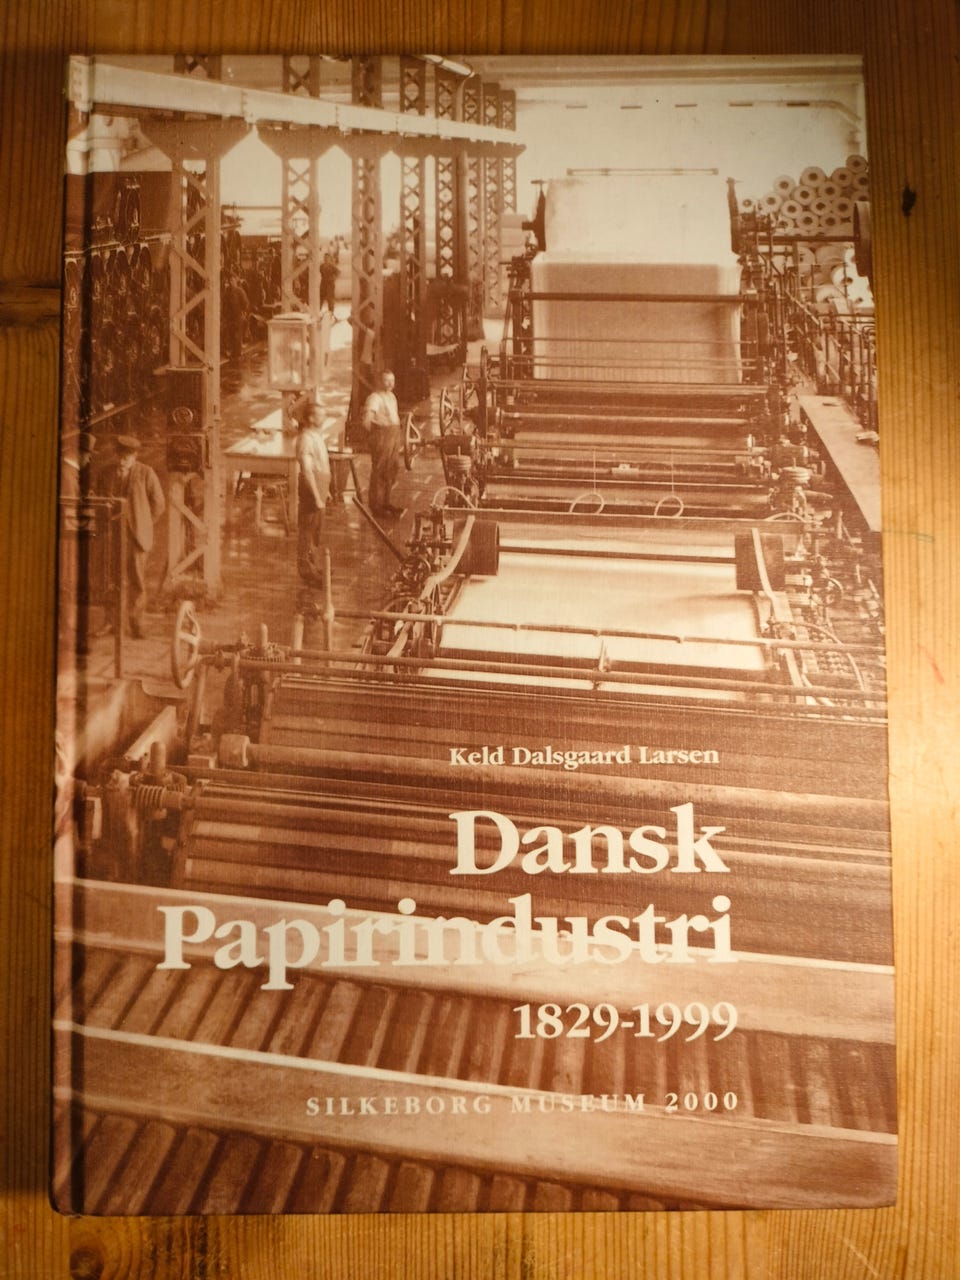 Keld Dalsgaard Larsen
Dansk
Papirindustri
1829-1999
SILKEBORG MUSEUM 2000